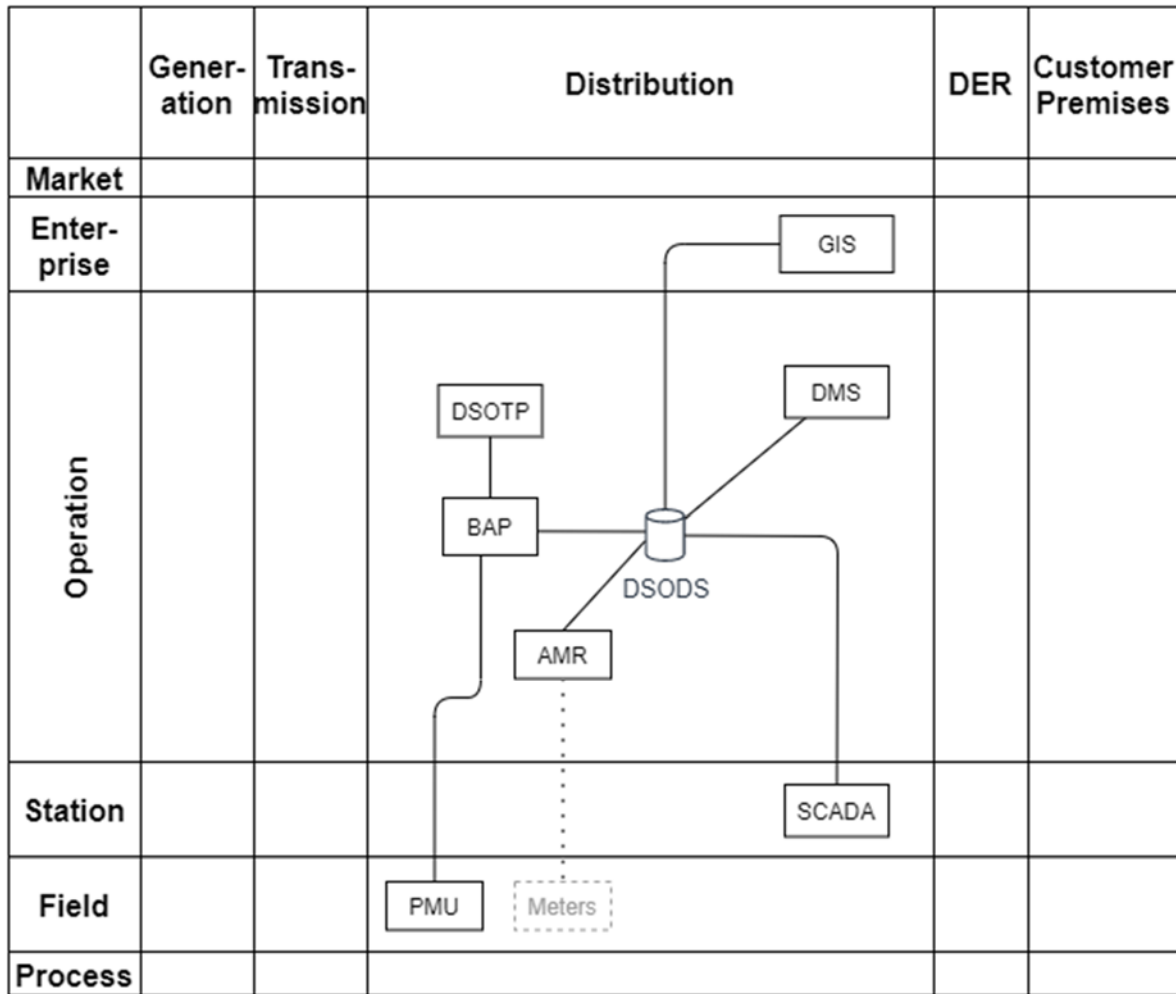 Gener-
ation
Trans-
mission
Distribution
DER
Customer
Premises
Market
Enter-
prise
GIS
Operation
DMS
DSOTP
BAP
DSODS
AMR
Station
SCADA
Field
PMU
Meters
Process